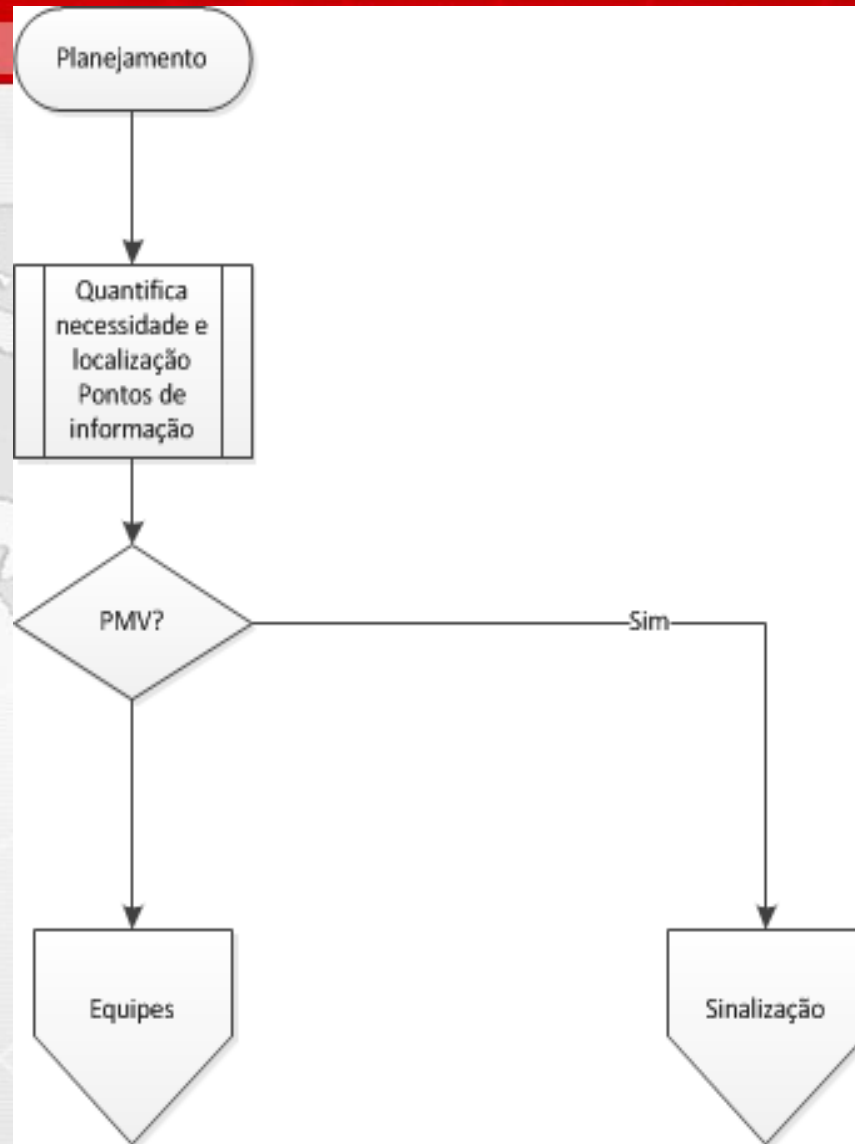 Planejamento
Quantifica
necessidade e
localização
Pontos de
informação
PMV?
Sim
Equipes
Sinalização